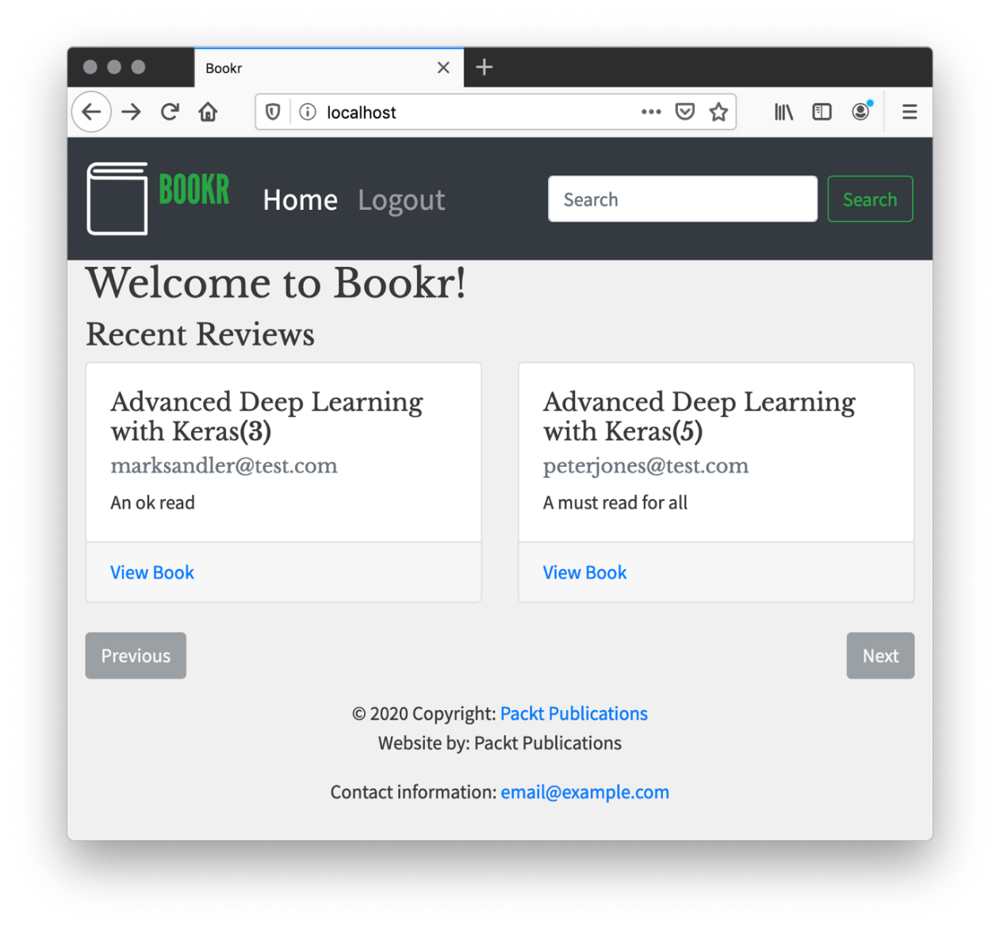 Bookr
localhost
BOOKR Home Logout Search Search
Welcome to Bookr!
Recent Reviews
Advanced Deep Learning
with Keras(3)
marksandler@test.com
An ok read
View Book
Advanced Deep Learning
with Keras(5)
peterjones@test.com
A must read for all
View Book
Previous
Next
© 2020 Copyright: Packt Publications
Website by: Packt Publications
Contact information: email@example.com